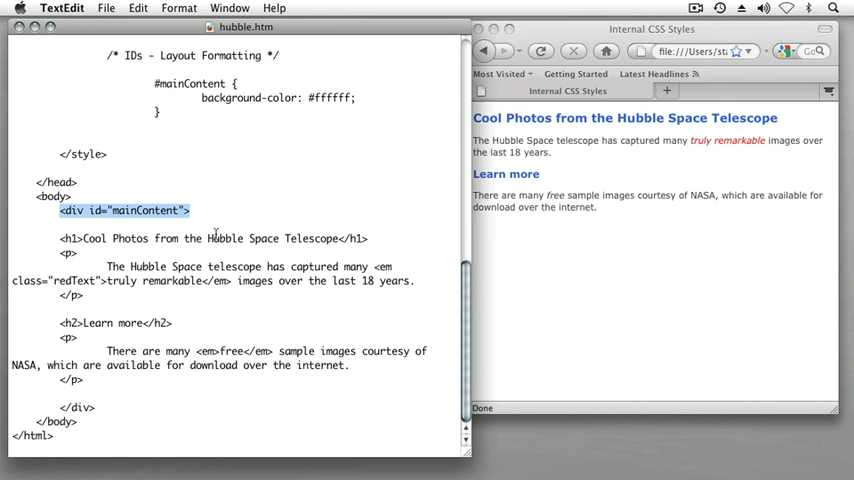 TextEdit File Edit Format Window Help
hubble.htm
/* IDs - Layout Formatting */
#mainContent {
background-color: #ffffff;
}
</style>
</head>
<body>
<div id="mainContent">
<h1>Cool Photos from the Hubble Space Telescope</h1>
<p>
The Hubble Space telescope has captured many <em
class="redText">truly remarkable</em> images over the last 18 years.
</p>
<h2>Learn more</h2>
<p>
There are many <em>free</em> sample images courtesy of
NASA, which are available for download over the internet.
</p>
</div>
</body>
</html>
Internal CSS Styles
file:///Users/sta
Most Visited Getting Started Latest Headlines
Internal CSS Styles
Cool Photos from the Hubble Space Telescope
The Hubble Space telescope has captured many truly remarkable images over
the last 18 years.
Learn more
There are many free sample images courtesy of NASA, which are available for
download over the internet.
Done